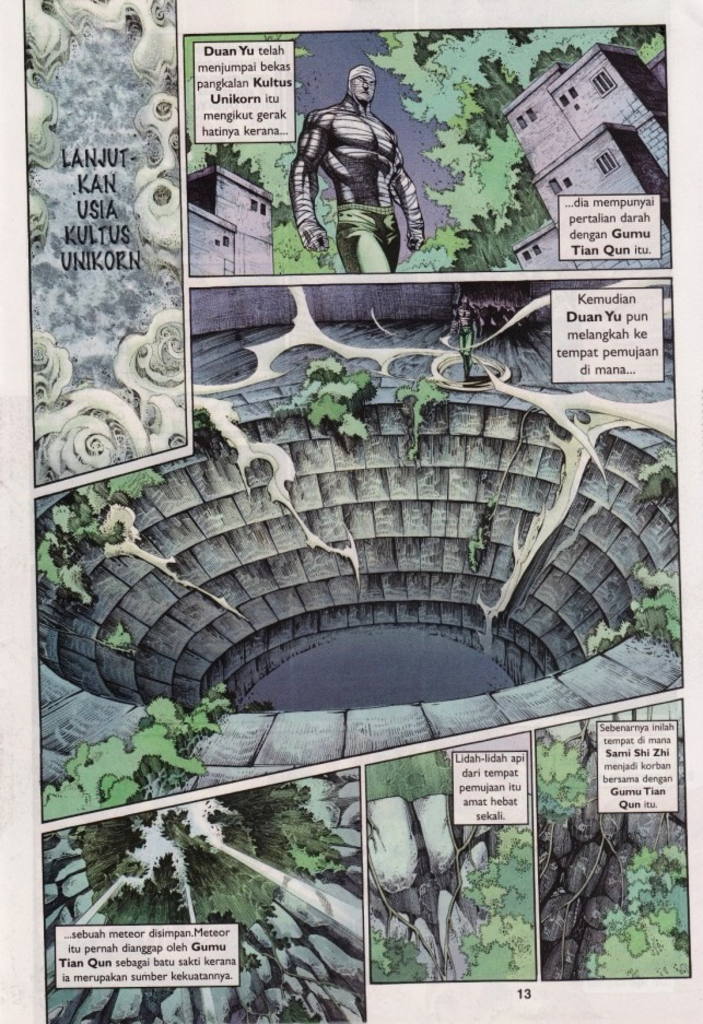 LANJUT-
KAN
USIA
KULTUS
UNIKORN
Duan Yu telah
menjumpai bekas
pangkalan Kultus
Unikorn itu
mengikut gerak
hatinya kerana...
...dia mempunyai
pertalian darah
dengan Gumu
Tian Qun itu.
Kemudian
Duan Yu pun
melangkah ke
tempat pemujaan
di mana...
...sebuah meteor disimpan.Meteor
itu pernah dianggap oleh Gumu
Tian Qun sebagai batu sakti kerana
ia merupakan sumber kekuatannya.
Lidah-lidah api
dari tempat
pemujaan itu
amat hebat
sekali.
Sebenarnya inilah
tempat di mana
Sami Shi Zhi
menjadi korban
bersama dengan
Gumu Tian
Qun itu.
13